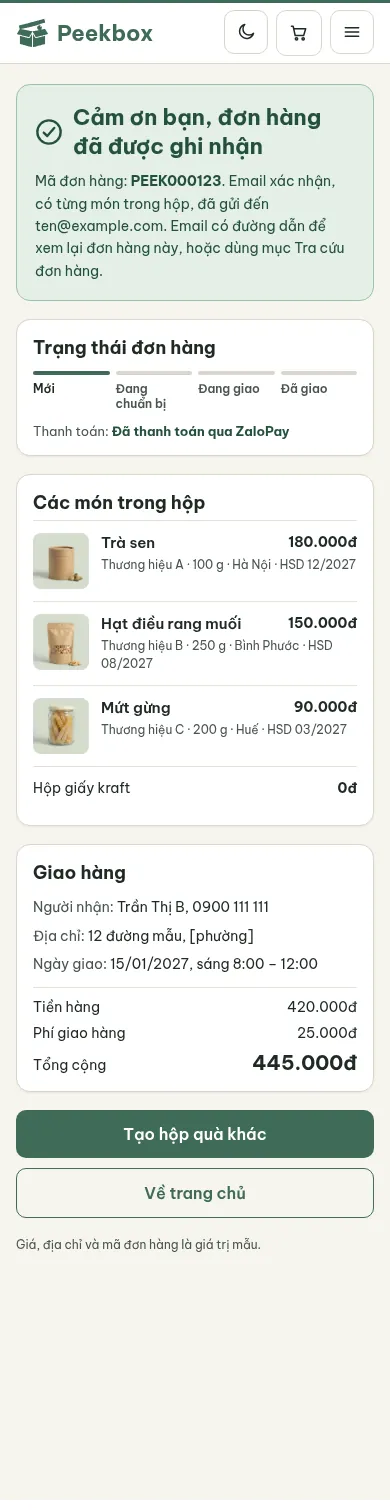 Peekbox
Cảm ơn bạn, đơn hàng
đã được ghi nhận
Mã đơn hàng: PEEK000123. Email xác nhận,
có từng món trong hộp, đã gửi đến
ten@example.com. Email có đường dẫn để
xem lại đơn hàng này, hoặc dùng mục Tra cứu
đơn hàng.
Trạng thái đơn hàng
Mới
Đang
chuẩn bị
Đang giao
Đã giao
Thanh toán: Đã thanh toán qua ZaloPay
Các món trong hộp
Trà sen 180.000đ
Thương hiệu A · 100 g · Hà Nội · HSD 12/2027
Hạt điều rang muối 150.000đ
Thương hiệu B · 250 g · Bình Phước · HSD
08/2027
Mứt gừng 90.000đ
Thương hiệu C · 200 g · Huế · HSD 03/2027
Hộp giấy kraft 0đ
Giao hàng
Người nhận: Trần Thị B, 0900 111 111
Địa chỉ: 12 đường mẫu, [phường]
Ngày giao: 15/01/2027, sáng 8:00 – 12:00
Tiền hàng 420.000đ
Phí giao hàng 25.000đ
Tổng cộng 445.000đ
Tạo hộp quà khác
Về trang chủ
Giá, địa chỉ và mã đơn hàng là giá trị mẫu.